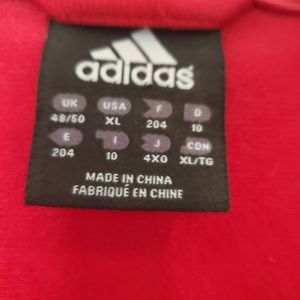 adidas
UK USA F D
48/50 XL 204 10
E I J CDN
204 10 4XO XL/TG
MADE IN CHINA
FABRIQUÉ EN CHINE